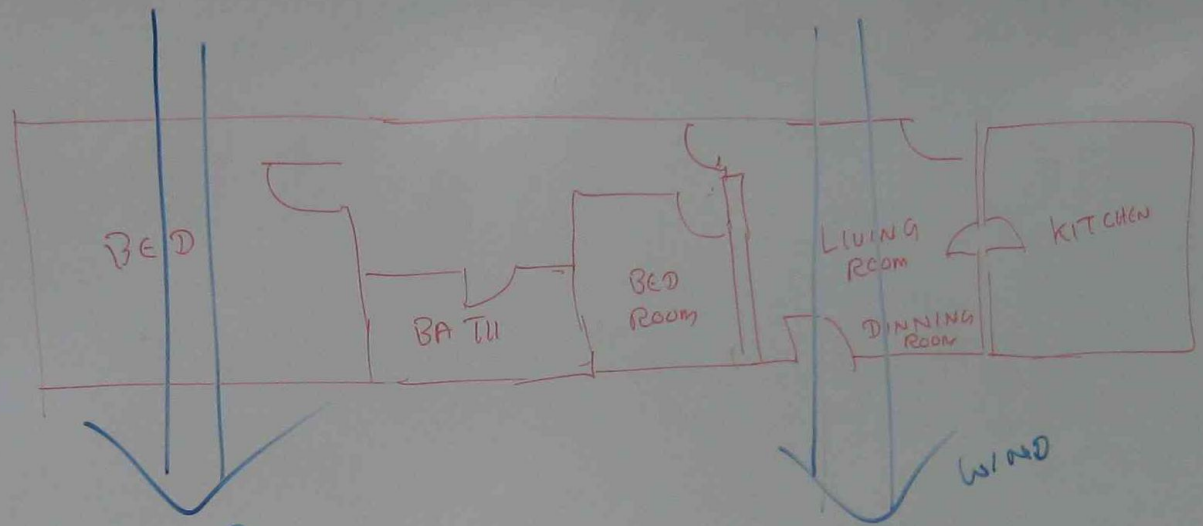 BED
BATH
BED
ROOM
LIVING
ROOM
DINNING
ROOM
KITCHEN
WIND